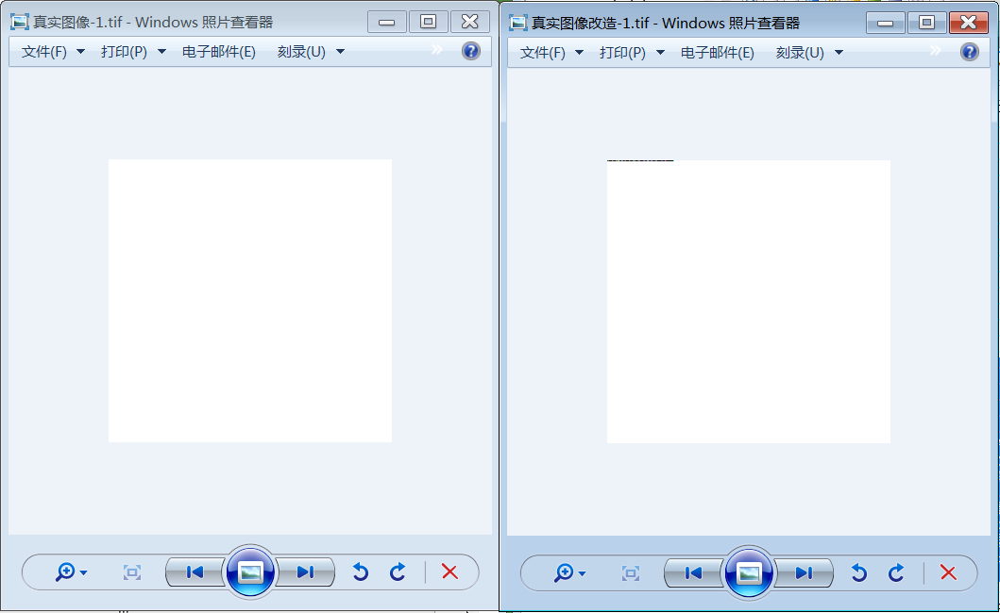 真实图像-1.tif - Windows 照片查看器
文件(F) 打印(P) 电子邮件(E) 刻录(U) »
真实图像改造-1.tif - Windows 照片查看器
文件(F) 打印(P) 电子邮件(E) 刻录(U) »